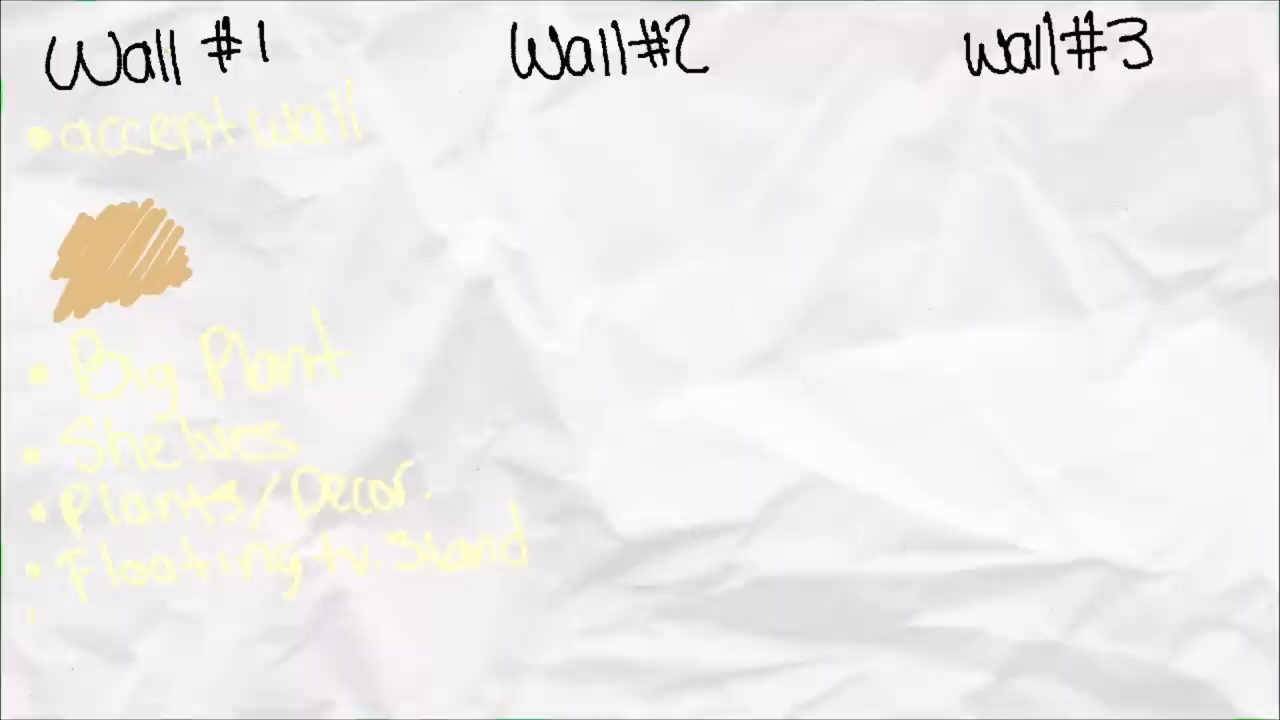 Wall #1 Wall #2 Wall #3
• accent wall
• Big Plant
• Shelves
• Plants/Decor.
• Floating tv. Stand